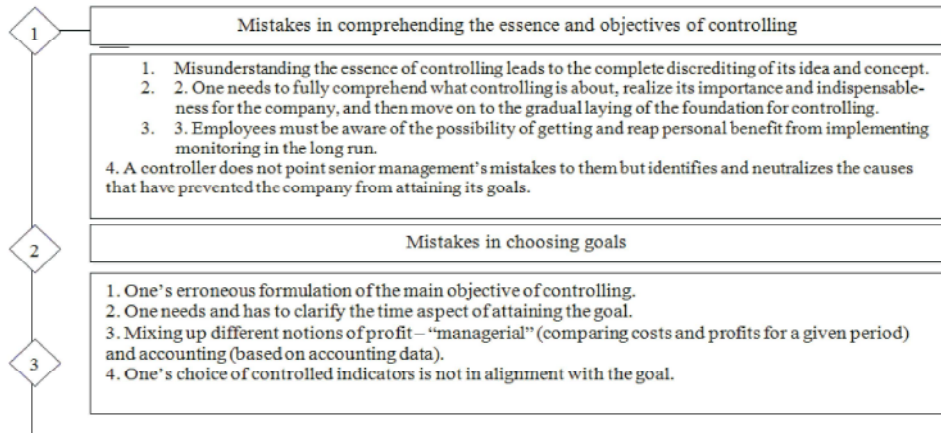 1
Mistakes in comprehending the essence and objectives of controlling
1. Misunderstanding the essence of controlling leads to the complete discrediting of its idea and concept.
2. 2. One needs to fully comprehend what controlling is about, realize its importance and indispensable-
ness for the company, and then move on to the gradual laying of the foundation for controlling.
3. 3. Employees must be aware of the possibility of getting and reap personal benefit from implementing
monitoring in the long run.
4. A controller does not point senior management's mistakes to them but identifies and neutralizes the causes
that have prevented the company from attaining its goals.
2
Mistakes in choosing goals
1. One's erroneous formulation of the main objective of controlling.
2. One needs and has to clarify the time aspect of attaining the goal.
3. Mixing up different notions of profit – “managerial” (comparing costs and profits for a given period)
and accounting (based on accounting data).
4. One's choice of controlled indicators is not in alignment with the goal.
3